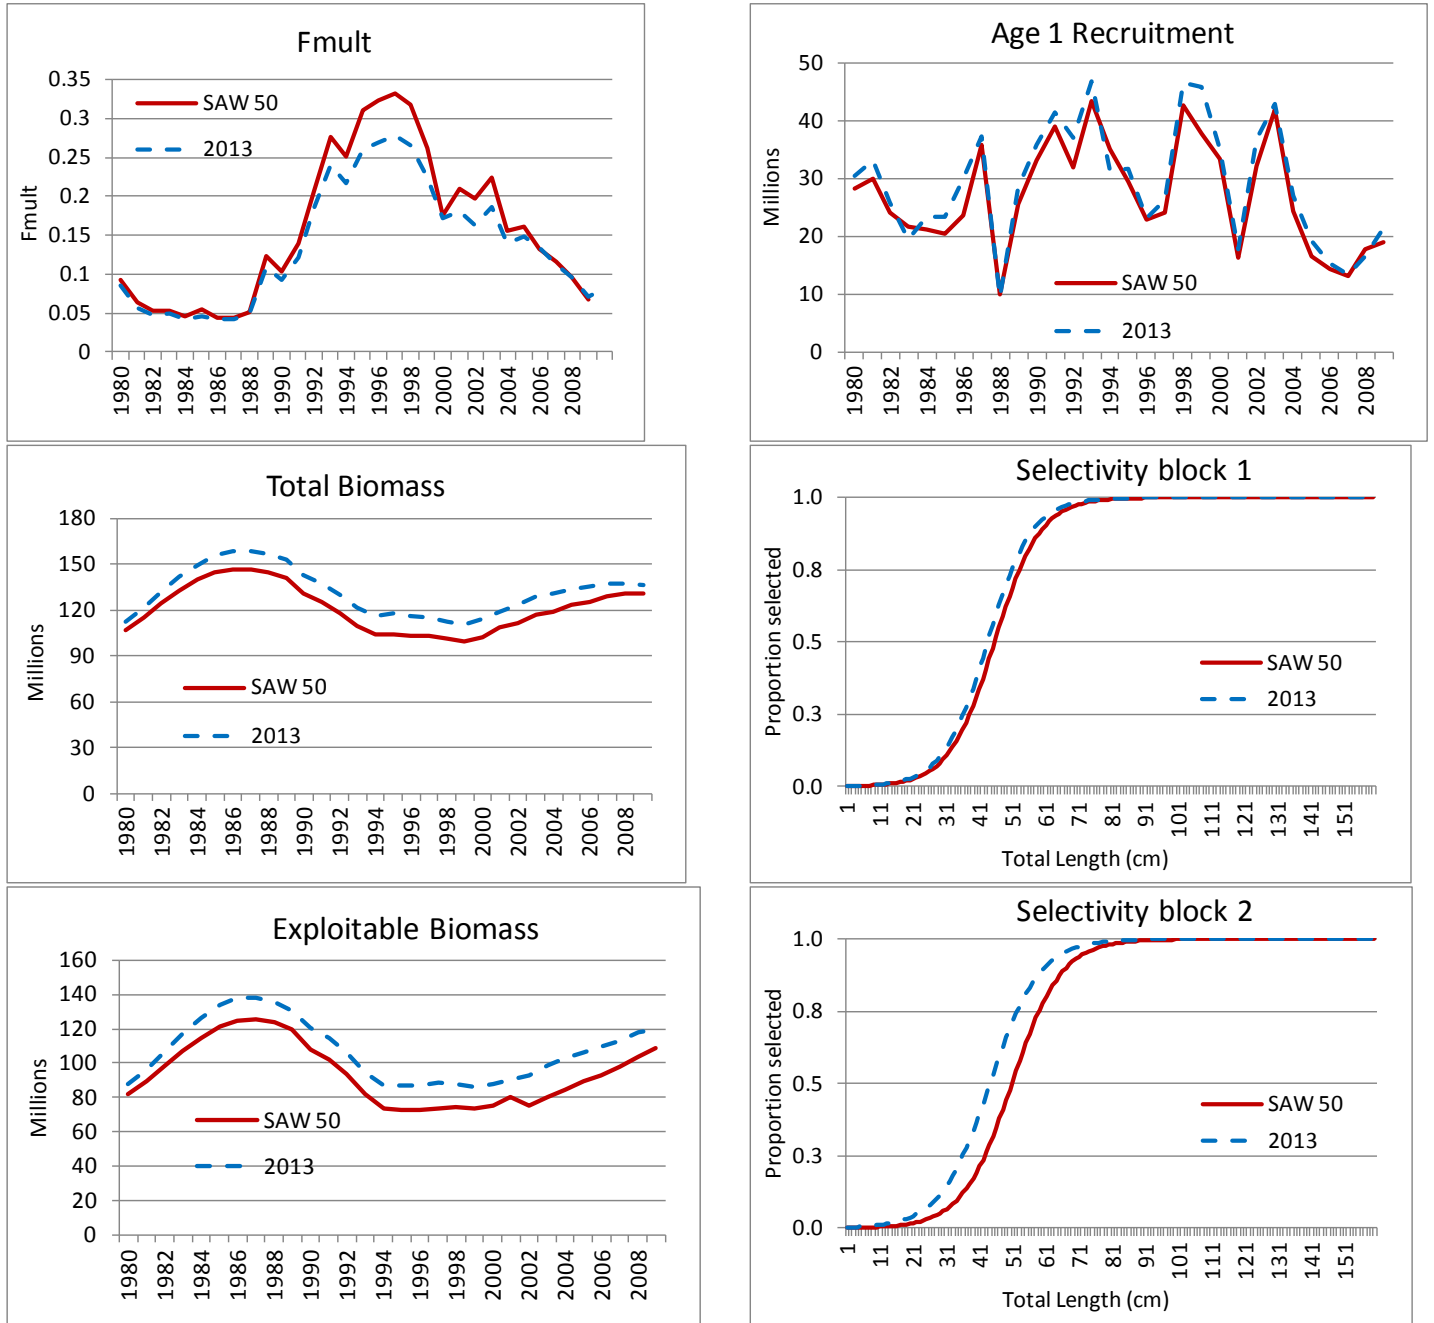 Fmult
0.35
0.3
0.25
0.2
0.15
0.1
0.05
0
Fmult
SAW 50
2013
1980 1982 1984 1986 1988 1990 1992 1994 1996 1998 2000 2002 2004 2006 2008
Age 1 Recruitment
50
40
30
20
10
0
Millions
SAW 50
2013
1980 1982 1984 1986 1988 1990 1992 1994 1996 1998 2000 2002 2004 2006 2008
Total Biomass
180
150
120
90
60
30
0
Millions
SAW 50
2013
1980 1982 1984 1986 1988 1990 1992 1994 1996 1998 2000 2002 2004 2006 2008
Selectivity block 1
1.0
0.8
0.5
0.3
0.0
Proportion selected
SAW 50
2013
1 11 21 31 41 51 61 71 81 91 101 111 121 131 141 151
Total Length (cm)
Exploitable Biomass
160
140
120
100
80
60
40
20
0
Millions
SAW 50
2013
1980 1982 1984 1986 1988 1990 1992 1994 1996 1998 2000 2002 2004 2006 2008
Selectivity block 2
1.0
0.8
0.5
0.3
0.0
Proportion selected
SAW 50
2013
1 11 21 31 41 51 61 71 81 91 101 111 121 131 141 151
Total Length (cm)